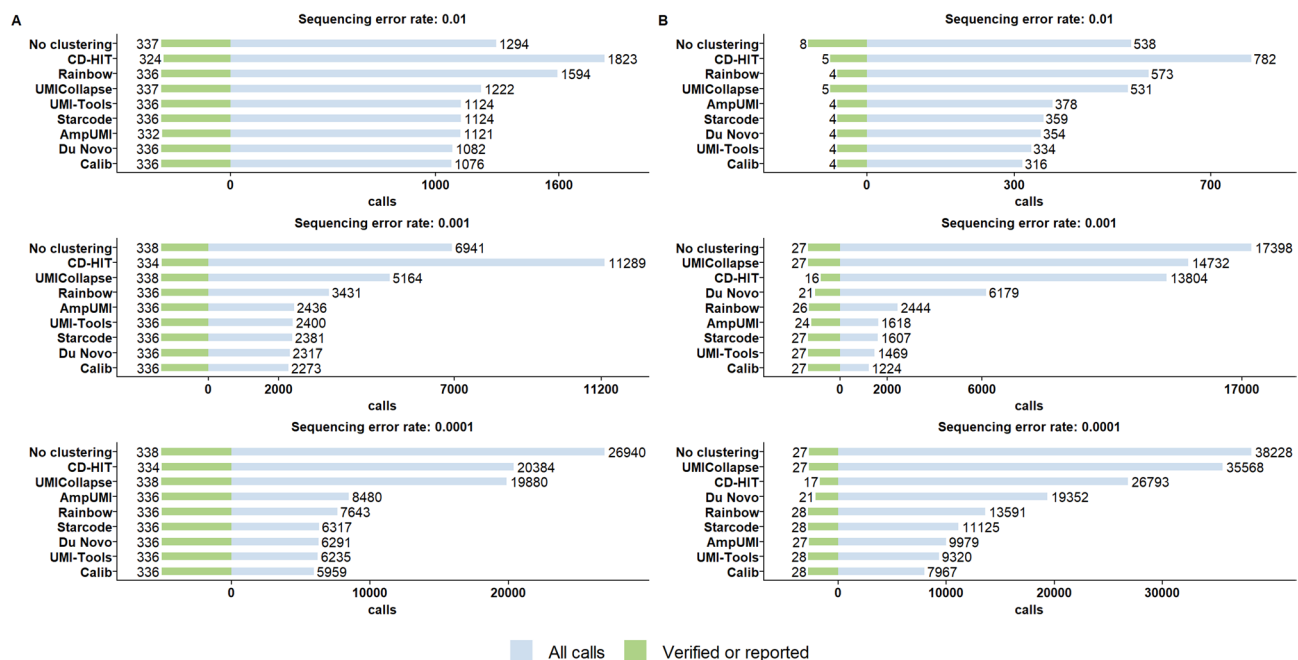 A
Sequencing error rate: 0.01
No clustering 337 1294
CD-HIT 324 1823
Rainbow 336 1594
UMICollapse 337 1222
UMI-Tools 336 1124
Starcode 336 1124
AmpUMI 332 1121
Du Novo 336 1082
Calib 336 1076
0 1000 1600
calls
Sequencing error rate: 0.001
No clustering 338 6941
CD-HIT 334 11289
UMICollapse 338 5164
Rainbow 336 3431
AmpUMI 336 2436
UMI-Tools 336 2400
Starcode 336 2381
Du Novo 336 2317
Calib 336 2273
0 2000 7000 11200
calls
Sequencing error rate: 0.0001
No clustering 338 26940
CD-HIT 334 20384
UMICollapse 338 19880
AmpUMI 336 8480
Rainbow 336 7643
Starcode 336 6317
Du Novo 336 6291
UMI-Tools 336 6235
Calib 336 5959
0 10000 20000
calls
B
Sequencing error rate: 0.01
No clustering 8 538
CD-HIT 5 782
Rainbow 4 573
UMICollapse 5 531
AmpUMI 4 378
Starcode 4 359
Du Novo 4 354
UMI-Tools 4 334
Calib 4 316
0 300 700
calls
Sequencing error rate: 0.001
No clustering 27 17398
UMICollapse 27 14732
CD-HIT 16 13804
Du Novo 21 6179
Rainbow 26 2444
AmpUMI 24 1618
Starcode 27 1607
UMI-Tools 27 1469
Calib 27 1224
0 2000 6000 17000
calls
Sequencing error rate: 0.0001
No clustering 27 38228
UMICollapse 27 35568
CD-HIT 17 26793
Du Novo 21 19352
Rainbow 28 13591
Starcode 28 11125
AmpUMI 27 9979
UMI-Tools 28 9320
Calib 28 7967
0 10000 20000 30000
calls
All calls Verified or reported